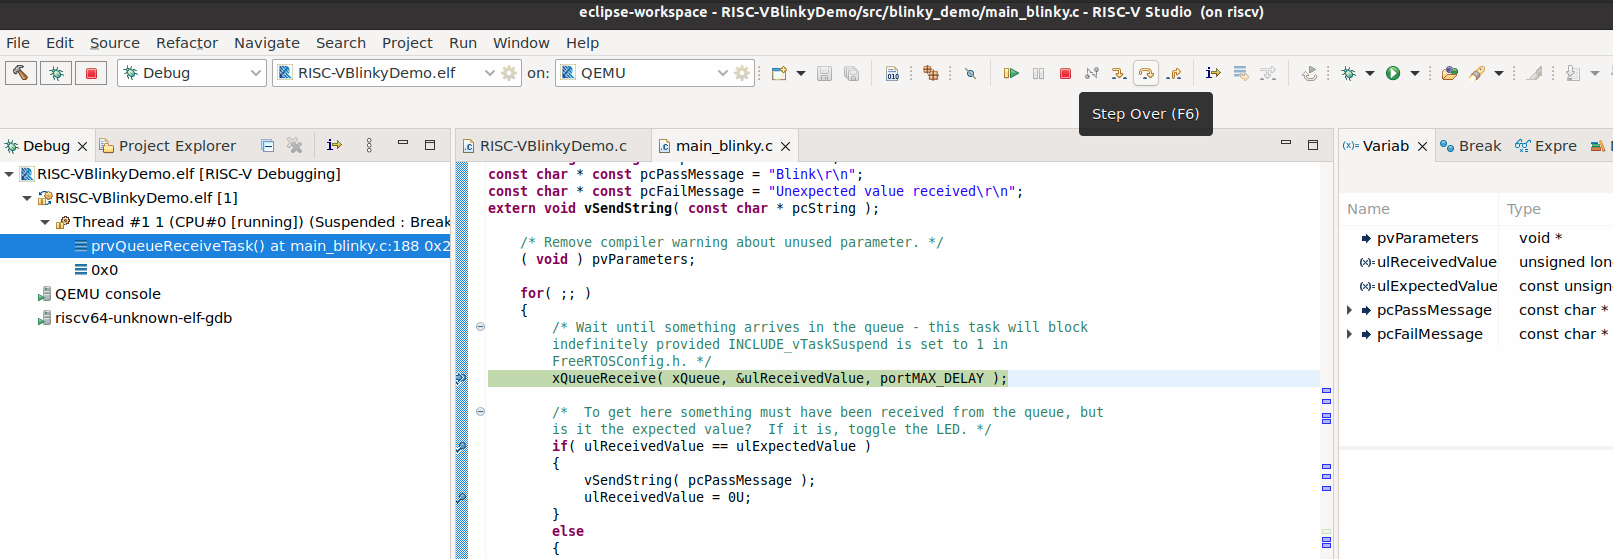 eclipse-workspace - RISC-VBlinkyDemo/src/blinky_demo/main_blinky.c - RISC-V Studio (on riscv)
File Edit Source Refactor Navigate Search Project Run Window Help
Debug RISC-VBlinkyDemo.elf on: QEMU
010
Step Over (F6)
Debug Project Explorer
RISC-VBlinkyDemo.elf [RISC-V Debugging]
RISC-VBlinkyDemo.elf [1]
Thread #1 1 (CPU#0 [running]) (Suspended : Break
prvQueueReceiveTask() at main_blinky.c:188 0x2
0x0
QEMU console
riscv64-unknown-elf-gdb
RISC-VBlinkyDemo.c main_blinky.c
const char * const pcPassMessage = "Blink\r\n";
const char * const pcFailMessage = "Unexpected value received\r\n";
extern void vSendString( const char * pcString );
/* Remove compiler warning about unused parameter. */
( void ) pvParameters;
for( ;; )
{
/* Wait until something arrives in the queue - this task will block
indefinitely provided INCLUDE_vTaskSuspend is set to 1 in
FreeRTOSConfig.h. */
xQueueReceive( xQueue, &ulReceivedValue, portMAX_DELAY );
/*  To get here something must have been received from the queue, but
is it the expected value?  If it is, toggle the LED. */
if( ulReceivedValue == ulExpectedValue )
{
vSendString( pcPassMessage );
ulReceivedValue = 0U;
}
else
{
(x)= Variab Break Expre
Name Type
pvParameters void *
(x)= ulReceivedValue unsigned lon
(x)= ulExpectedValue const unsign
pcPassMessage const char *
pcFailMessage const char *